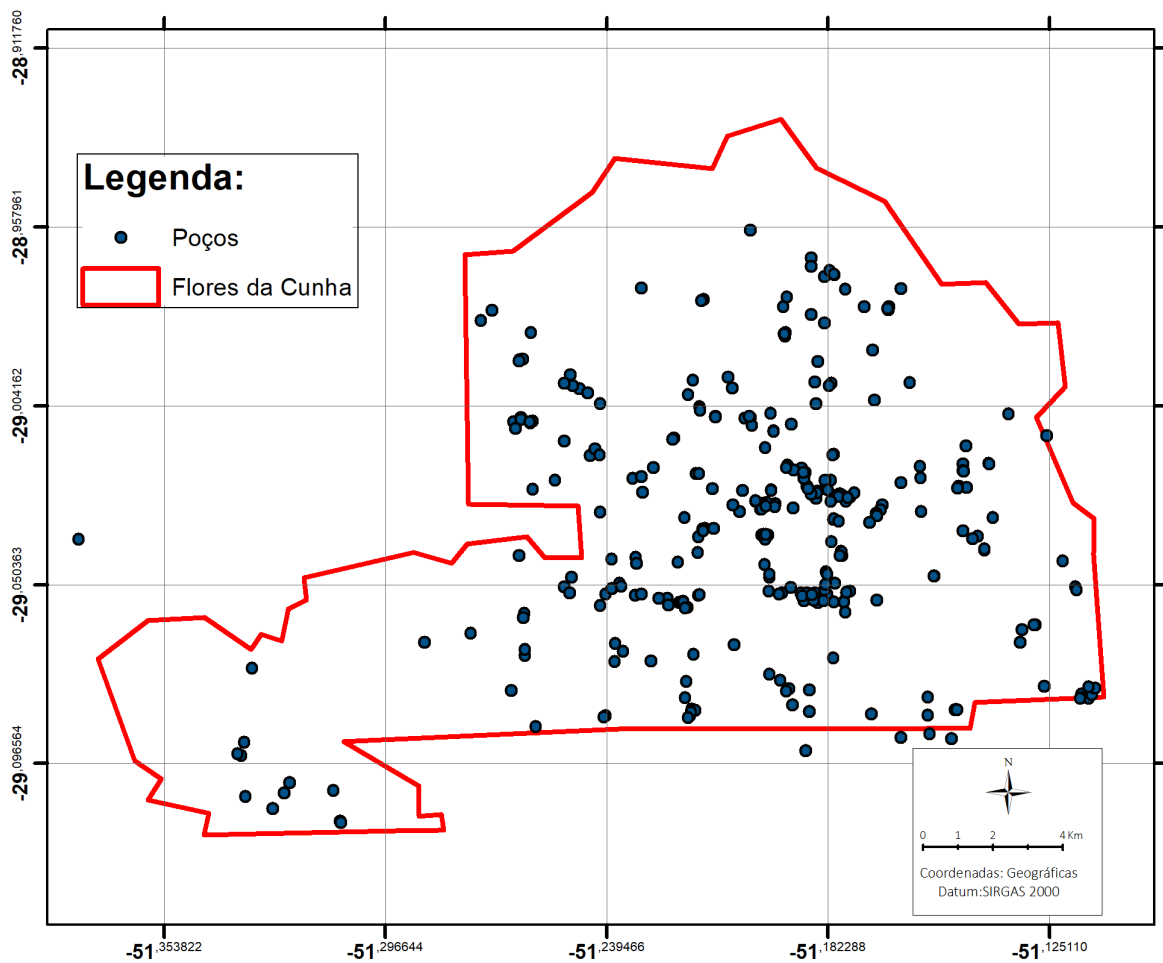 -28,911760
-28,957961
-29,004162
-29,050363
-29,096564
Legenda:
Poços
Flores da Cunha
N
0 1 2 4 Km
Coordenadas: Geográficas
Datum:SIRGAS 2000
-51,353822 -51,296644 -51,239466 -51,182288 -51,125110